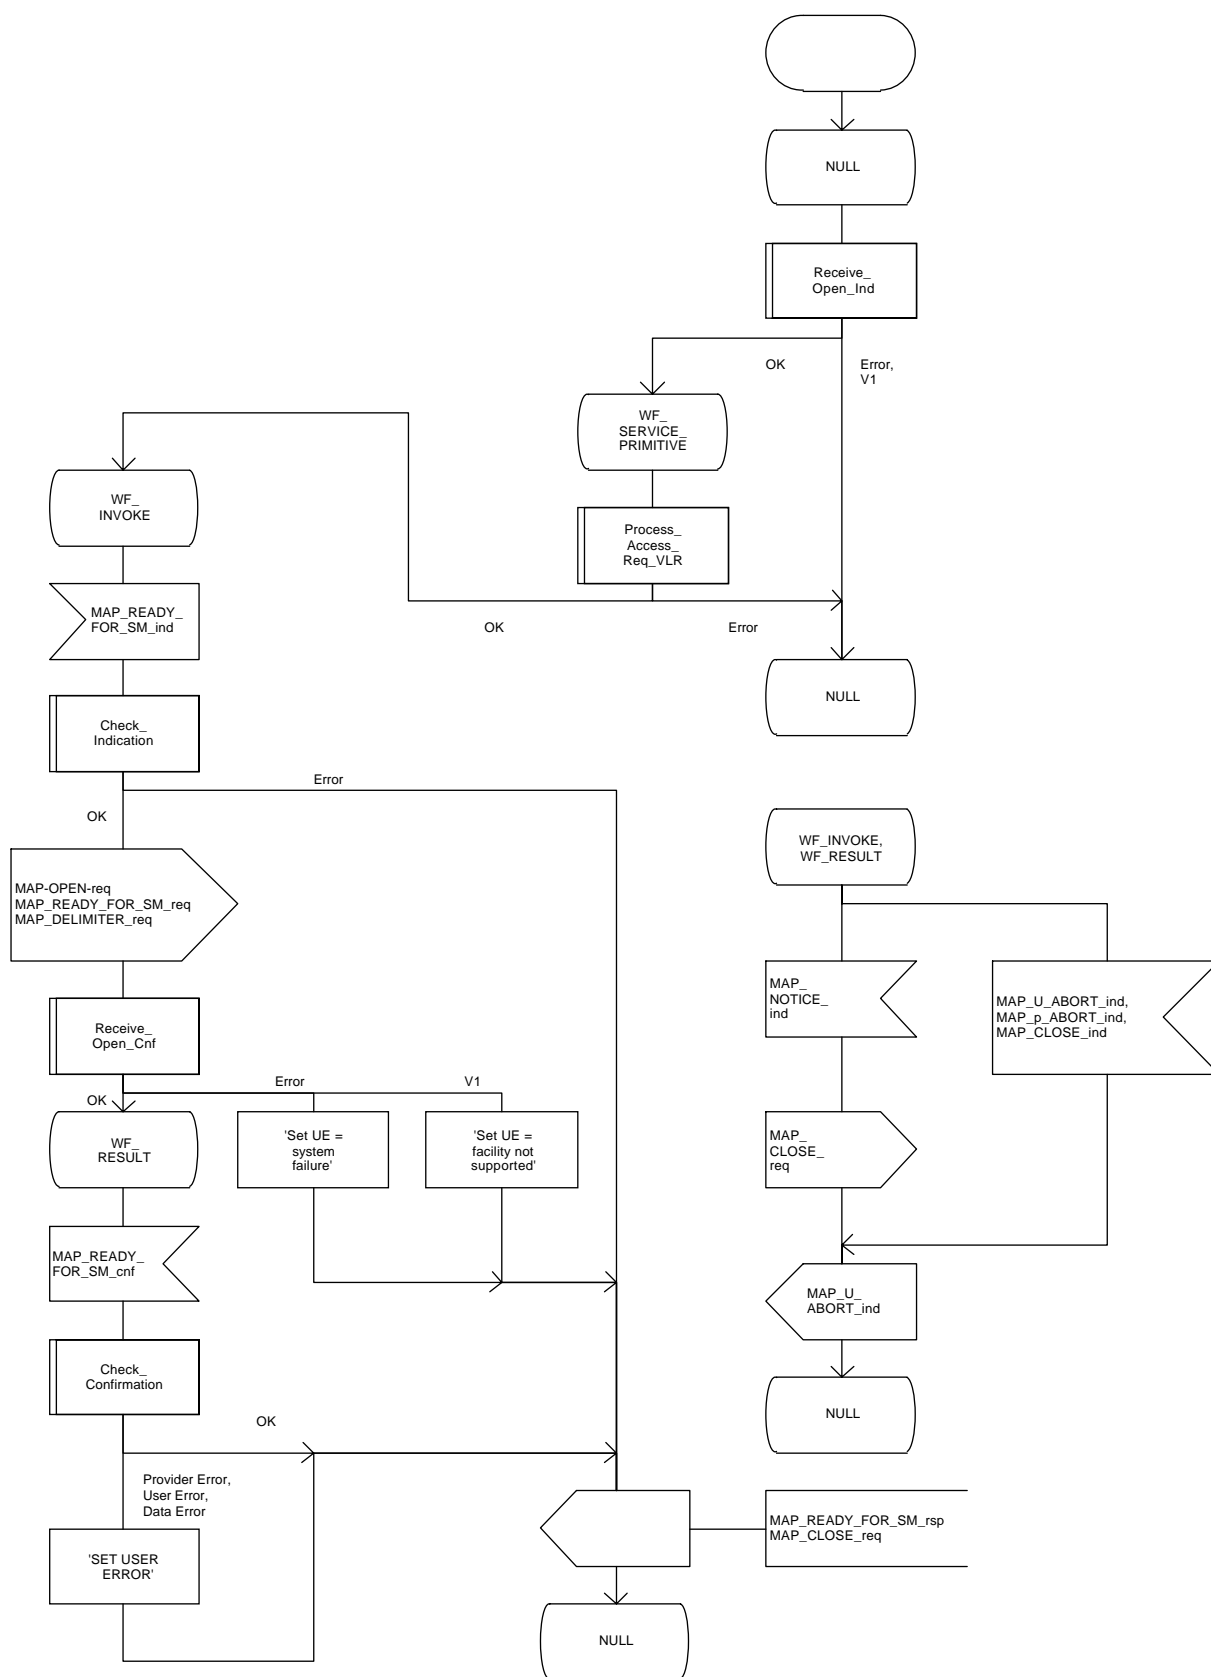 NULL
Receive_
Open_Ind
OK
Error,
V1
WF_
SERVICE_
PRIMITIVE
WF_
INVOKE
Process_
Access_
Req_VLR
MAP_READY_
FOR_SM_ind
OK
Error
NULL
Check_
Indication
Error
OK
WF_INVOKE,
WF_RESULT
MAP-OPEN-req
MAP_READY_FOR_SM_req
MAP_DELIMITER_req
MAP_
NOTICE_
ind
MAP_U_ABORT_ind,
MAP_p_ABORT_ind,
MAP_CLOSE_ind
Receive_
Open_Cnf
Error
V1
OK
WF_
RESULT
'Set UE =
system
failure'
'Set UE =
facility not
supported'
MAP_
CLOSE_
req
MAP_READY_
FOR_SM_cnf
MAP_U_
ABORT_ind
Check_
Confirmation
NULL
OK
Provider Error,
User Error,
Data Error
MAP_READY_FOR_SM_rsp
MAP_CLOSE_req
'SET USER
ERROR'
NULL